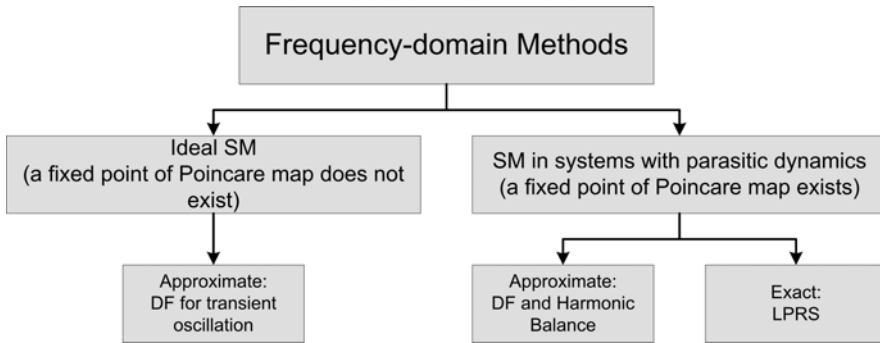 Frequency-domain Methods
Ideal SM
(a fixed point of Poincare map does not
exist)
SM in systems with parasitic dynamics
(a fixed point of Poincare map exists)
Approximate:
DF for transient
oscillation
Approximate:
DF and Harmonic
Balance
Exact:
LPRS